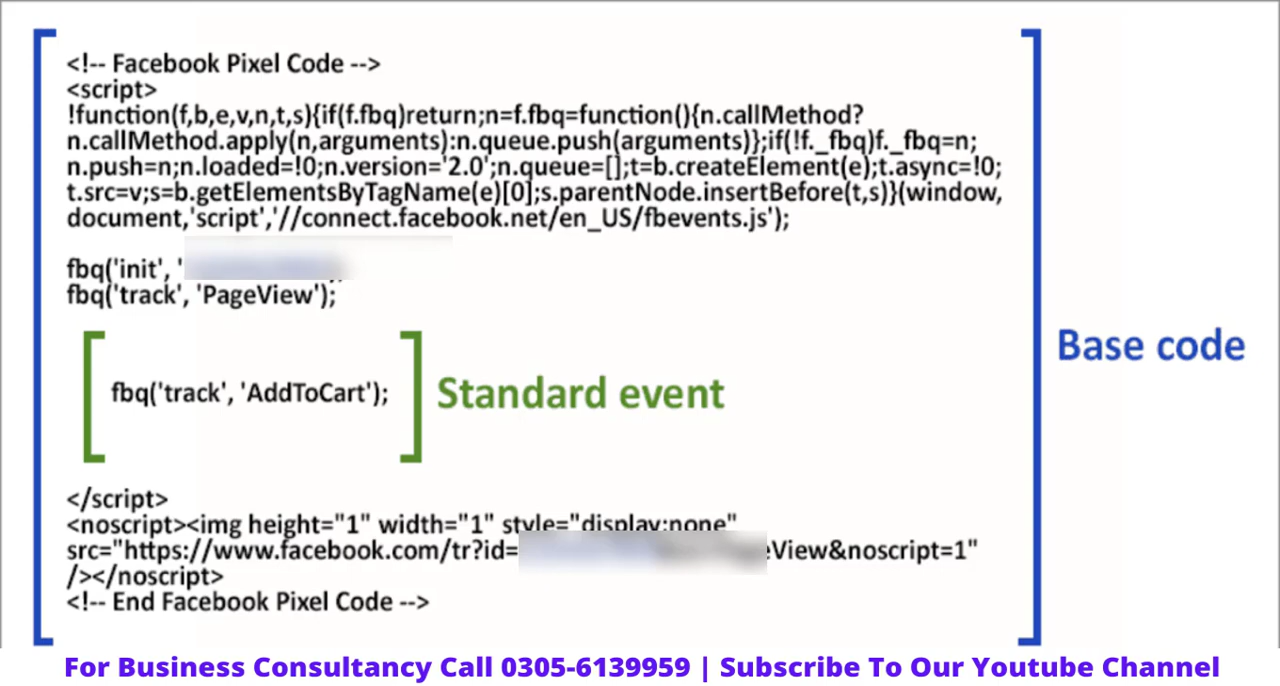 <!-- Facebook Pixel Code -->
<script>
!function(f,b,e,v,n,t,s){if(f.fbq)return;n=f.fbq=function(){n.callMethod?
n.callMethod.apply(n,arguments):n.queue.push(arguments)};if(!f._fbq)f._fbq=n;
n.push=n;n.loaded=!0;n.version='2.0';n.queue=[];t=b.createElement(e);t.async=!0;
t.src=v;s=b.getElementsByTagName(e)[0];s.parentNode.insertBefore(t,s)}(window,
document,'script','//connect.facebook.net/en_US/fbevents.js');
fbq('init', '
fbq('track', 'PageView');
Base code
fbq('track', 'AddToCart');
Standard event
</script>
<noscript><img height="1" width="1" style="display:none"
src="https://www.facebook.com/tr?id= View&noscript=1"
/></noscript>
<!-- End Facebook Pixel Code -->
For Business Consultancy Call 0305-6139959 | Subscribe To Our Youtube Channel